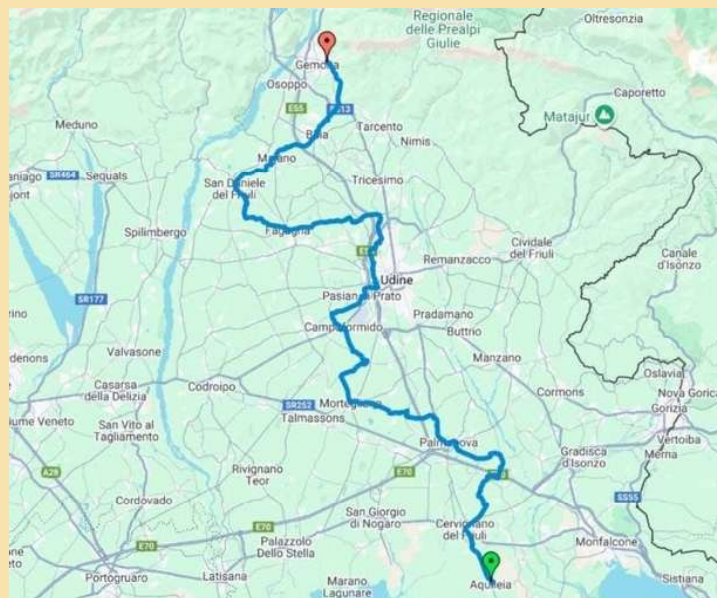 Regionale
delle Prealpi
Giulie
Oltresonzia
Gemona
Osoppo
Caporetto
Matajur
Meduno
E55
Tarcento
Nimis
Buia
Majano
SR464
Sequals
San Daniele
del Friuli
Tricesimo
Spilimbergo
Fagagna
Cividale
del Friuli
Remanzacco
Canale
d'Isonzo
Udine
SR177
Pasian di Prato
Pradamano
Campoformido
Buttrio
Valvasone
Manzano
Oslavia
Casarsa
della Delizia
Codroipo
Cormons
Nova Gorica
SR252
Mortegliano
Talmassons
Gorizia
San Vito al
Tagliamento
Palmanova
Gradisca
d'Isonzo
Vertoiba
Merna
A28
E70
Rivignano
Teor
SS55
Cordovado
San Giorgio
di Nogaro
Cervignano
del Friuli
E70
E70
Palazzolo
Dello Stella
Monfalcone
Portogruaro
Latisana
Marano
Lagunare
Aquileia
Sistiana